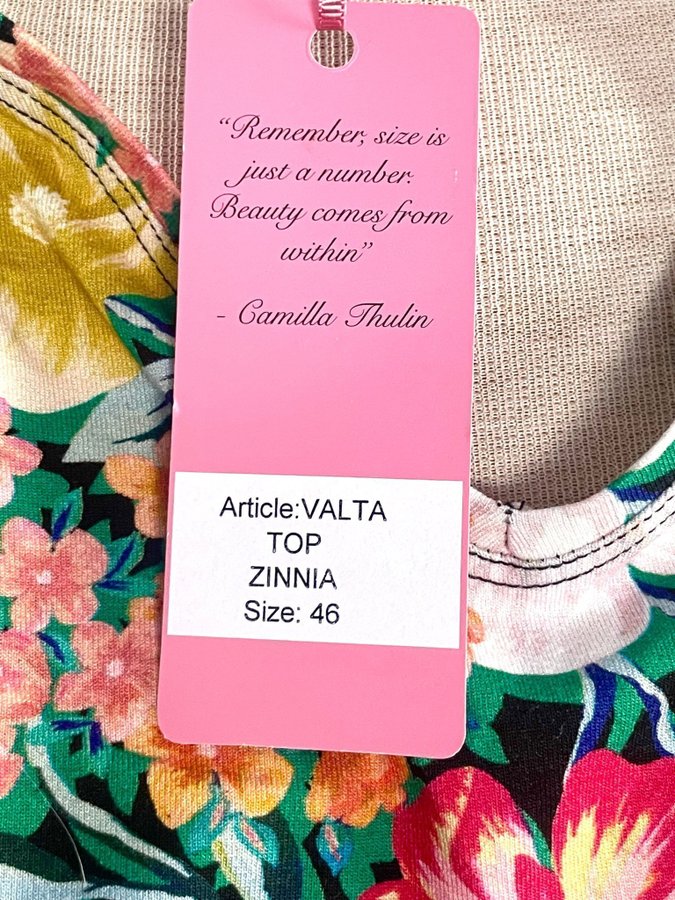 “Remember, size is
just a number.
Beauty comes from
within”
- Camilla Thulin
Article:VALTA
TOP
ZINNIA
Size: 46